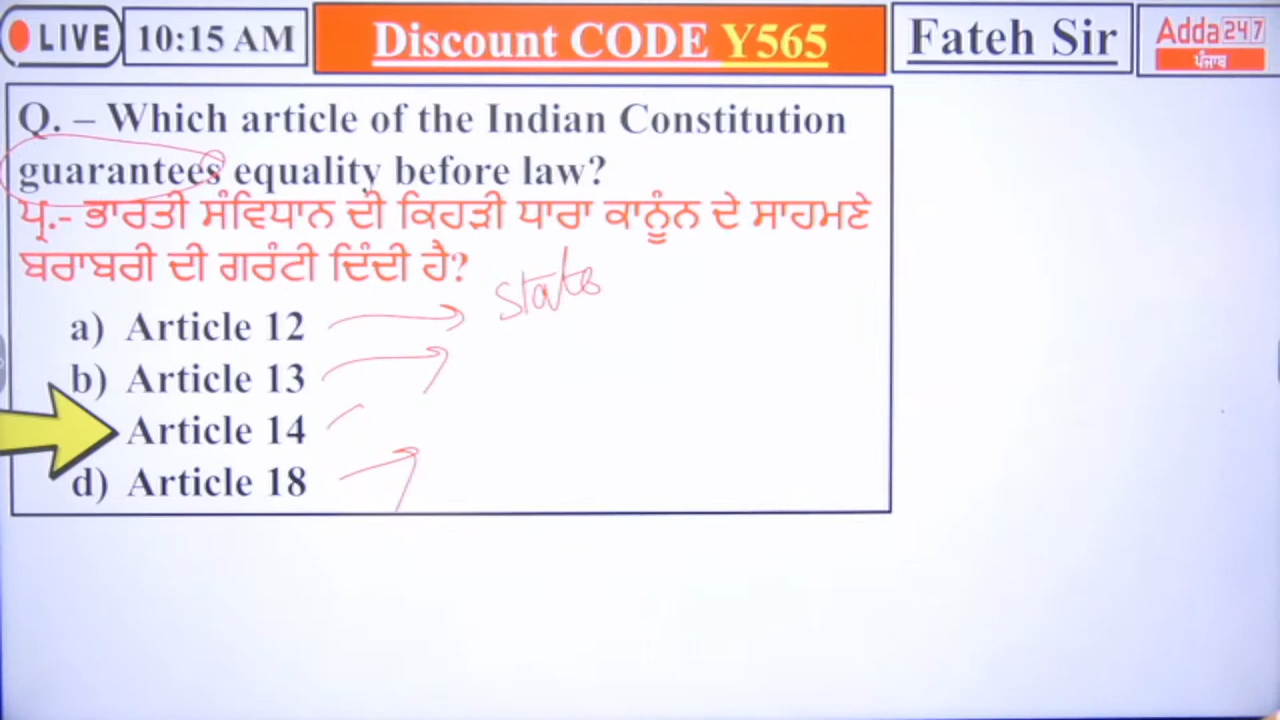 LIVE
10:15 AM
Discount CODE Y565
Fateh Sir
Adda247
ਪੰਜਾਬ
Q. – Which article of the Indian Constitution
guarantees equality before law?
ਪ੍ਰ.- ਭਾਰਤੀ ਸੰਵਿਧਾਨ ਦੀ ਕਿਹੜੀ ਧਾਰਾ ਕਾਨੂੰਨ ਦੇ ਸਾਹਮਣੇ
ਬਰਾਬਰੀ ਦੀ ਗਰੰਟੀ ਦਿੰਦੀ ਹੈ?
State
a) Article 12
b) Article 13
Article 14
d) Article 18